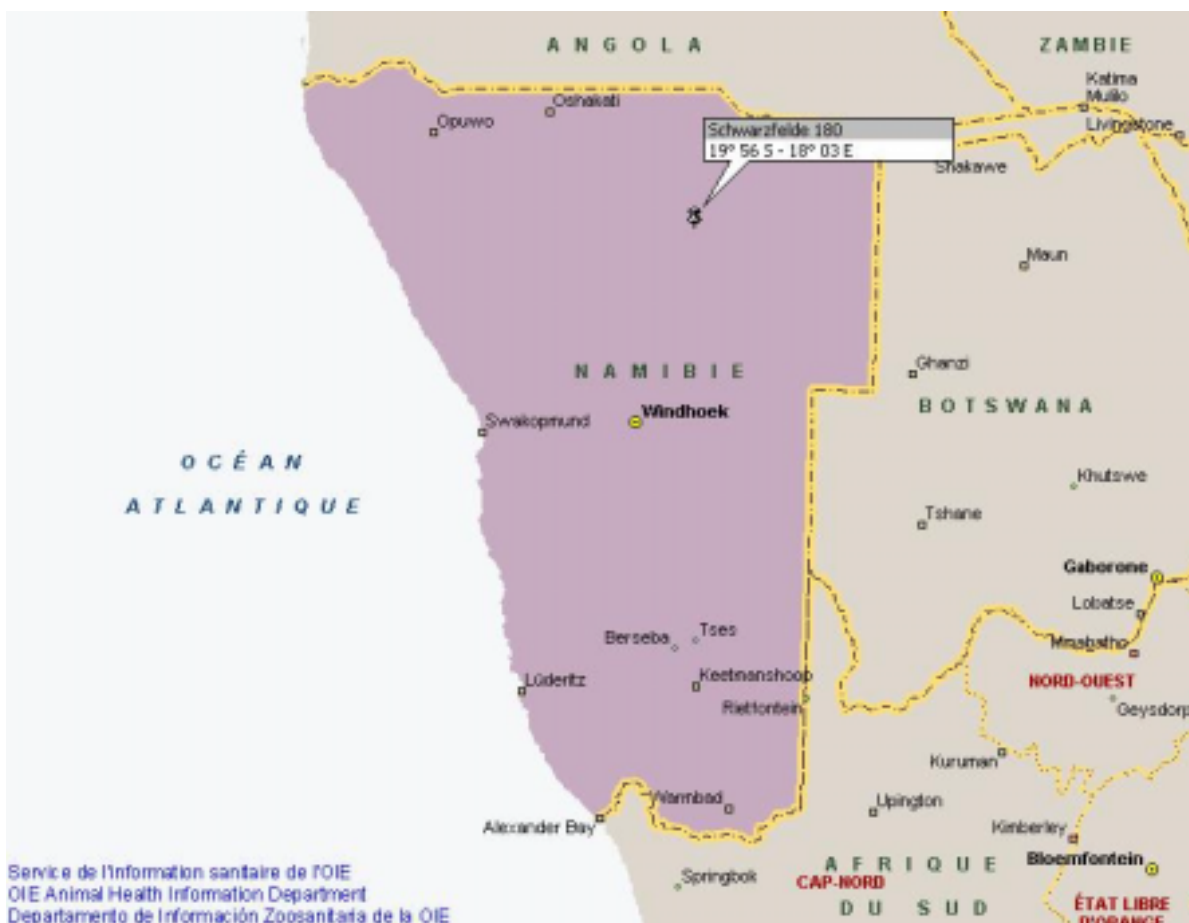 ANGOLA
ZAMBIE
Katima
Mulilo
Oshakati
Opuwo
Livingstone
Schwarzfelde 180
19° 56 S - 18° 03 E
Shakawe
Maun
Ghanzi
NAMIBIE
BOTSWANA
Windhoek
Swakopmund
OCÉAN
ATLANTIQUE
Khutswe
Tshane
Gaborone
Lobatse
Mmabatho
Berseba
Tses
Lüderitz
Keetmanshoop
NORD-OUEST
Rietfontein
Geysdorp
Kuruman
Warmbad
Upington
Alexander Bay
Kimberley
AFRIQUE
Bloemfontein
Springbok
CAP-NORD
DU SUD
ÉTAT LIBRE
D'ORANGE
Service de l'Information sanitaire de l'OIE
OIE Animal Health Information Department
Departamento de Información Zoosanitaria de la OIE